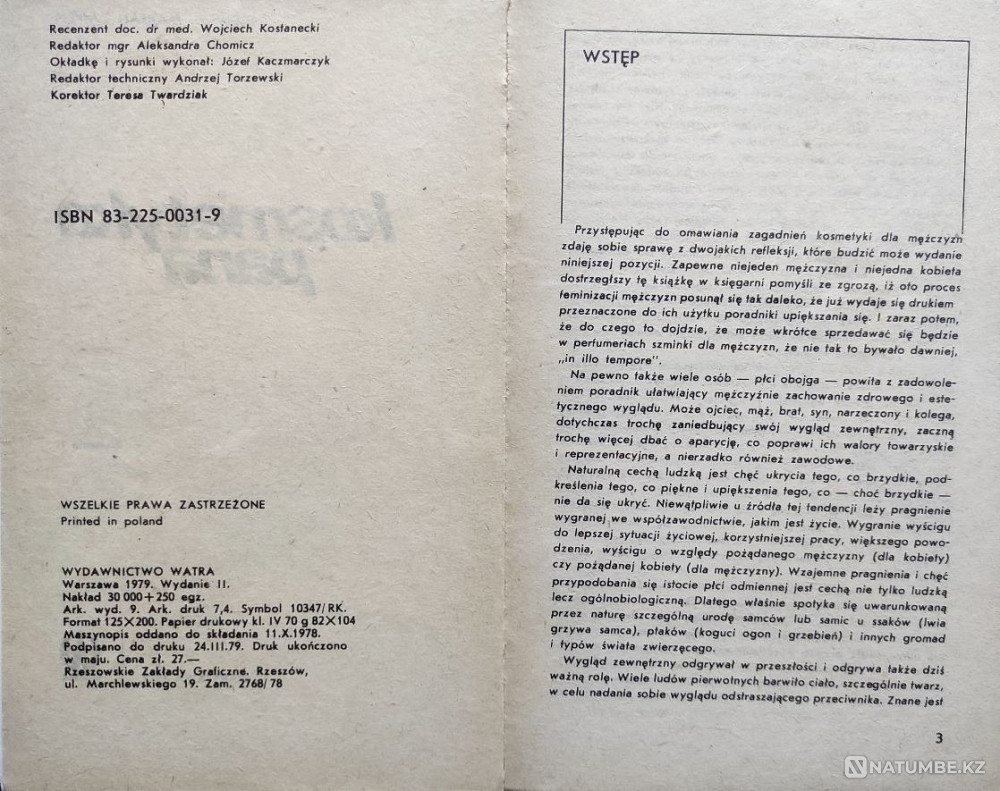 Recenzent doc. dr med. Wojciech Kostanecki
Redaktor mgr Aleksandra Chomicz
Okładkę i rysunki wykonał: Józef Kaczmarczyk
Redaktor techniczny Andrzej Torzewski
Korektor Teresa Twardziak
ISBN 83-225-0031-9
WSZELKIE PRAWA ZASTRZEŻONE
Printed in poland
WYDAWNICTWO WATRA
Warszawa 1979. Wydanie II.
Nakład 30 000+250 egz.
Ark. wyd. 9. Ark. druk 7,4. Symbol 10347/RK.
Format 125X200. Papier drukowy kl. IV 70 g 82X104
Maszynopis oddano do składania 11.X.1978.
Podpisano do druku 24.III.79. Druk ukończono
w maju. Cena zł. 27.—
Rzeszowskie Zakłady Graficzne. Rzeszów,
ul. Marchlewskiego 19. Zam. 2768/78
WSTĘP
Przystępując do omawiania zagadnień kosmetyki dla mężczyzn
zdaję sobie sprawę z dwojakich refleksji, które budzić może wydanie
niniejszej pozycji. Zapewne niejeden mężczyzna i niejedna kobieta
dostrzegłszy tę książkę w księgarni pomyśli ze zgrozą, iż oto proces
feminizacji mężczyzn posunął się tak daleko, że już wydaje się drukiem
przeznaczone do ich użytku poradniki upiększania się. I zaraz potem,
że do czego to dojdzie, że może wkrótce sprzedawać się będzie
w perfumeriach szminki dla mężczyzn, że nie tak to bywało dawniej,
„in illo tempore".
Na pewno także wiele osób — płci obojga — powita z zadowole-
niem poradnik ułatwiający mężczyźnie zachowanie zdrowego i este-
tycznego wyglądu. Może ojciec, mąż, brat, syn, narzeczony i kolega,
dotychczas trochę zaniedbujący swój wygląd zewnętrzny, zaczną
trochę więcej dbać o aparycję, co poprawi ich walory towarzyskie
i reprezentacyjne, a nierzadko również zawodowe.
Naturalną cechą ludzką jest chęć ukrycia tego, co brzydkie, pod-
kreślenia tego, co piękne i upiększenia tego, co — choć brzydkie —
nie da się ukryć. Niewątpliwie u źródła tej tendencji leży pragnienie
wygranej we współzawodnictwie, jakim jest życie. Wygranie wyścigu
do lepszej sytuacji życiowej, korzystniejszej pracy, większego powo-
dzenia, wyścigu o względy pożądanego mężczyzny (dla kobiety)
czy pożądanej kobiety (dla mężczyzny). Wzajemne pragnienia i chęć
przypodobania się istocie płci odmiennej jest cechą nie tylko ludzką
lecz ogólnobiologiczną. Dlatego właśnie spotyka się uwarunkowaną
przez naturę szczególną urodę samców lub samic u ssaków (lwia
grzywa samca), ptaków (koguci ogon i grzebień) i innych gromad
i typów świata zwierzęcego.
Wygląd zewnętrzny odgrywał w przeszłości i odgrywa także dziś
ważną rolę. Wiele ludów pierwotnych barwiło ciało, szczególnie twarz,
w celu nadania sobie wyglądu odstraszającego przeciwnika. Znane jest
3
NATUMBE.KZ